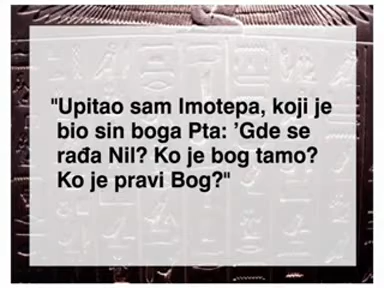 "Upitao sam Imotepa, koji je
bio sin boga Pta: ’Gde se
rađa Nil? Ko je bog tamo?
Ko je pravi Bog?"